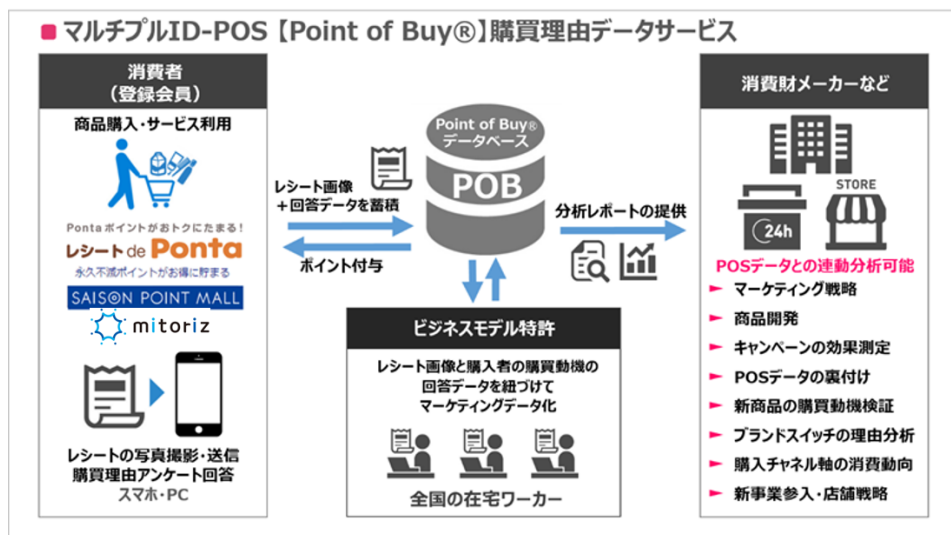 マルチプルID-POS【Point of Buy®】購買理由データサービス
消費者
（登録会員）
商品購入・サービス利用
Pontaポイントがおトクにたまる！
レシート de Ponta
永久不滅ポイントがお得に貯まる
SAISON POINT MALL
mitoriz
レシートの写真撮影・送信
購買理由アンケート回答
スマホ・PC
レシート画像
＋回答データを蓄積
ポイント付与
Point of Buy®
データベース
POB
分析レポートの提供
ビジネスモデル特許
レシート画像と購入者の購買動機の
回答データを紐づけて
マーケティングデータ化
全国の在宅ワーカー
消費財メーカーなど
24h
STORE
POSデータとの連動分析可能
► マーケティング戦略
► 商品開発
► キャンペーンの効果測定
► POSデータの裏付け
► 新商品の購買動機検証
► ブランドスイッチの理由分析
► 購入チャネル軸の消費動向
► 新事業参入・店舗戦略